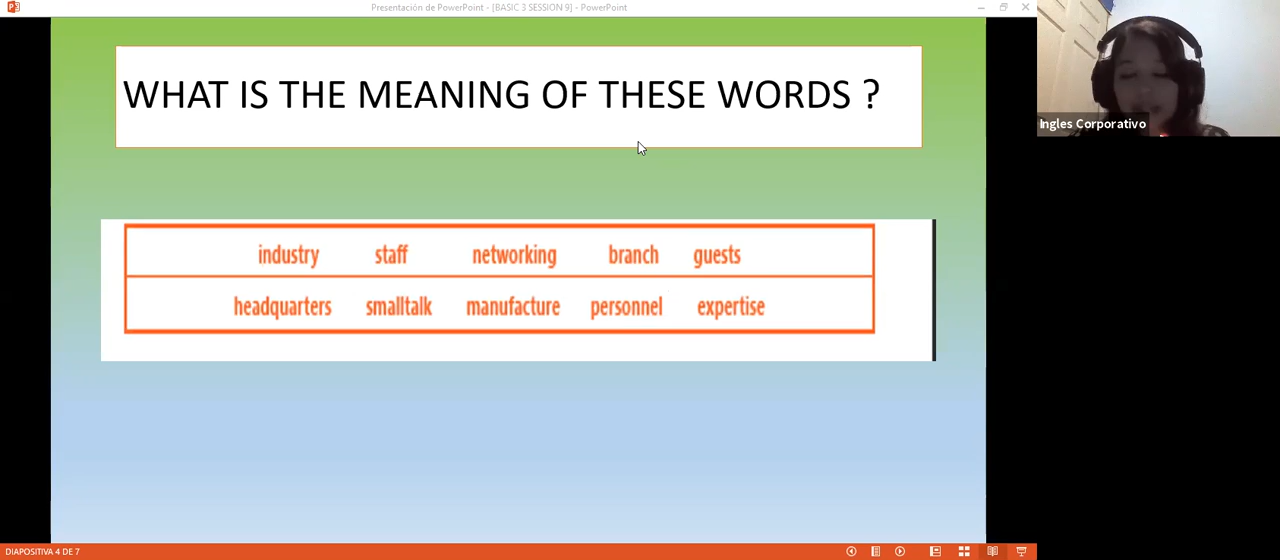 Presentación de PowerPoint - [BASIC 3 SESSION 9] - PowerPoint
WHAT IS THE MEANING OF THESE WORDS ?
Ingles Corporativo
industry staff networking branch guests
headquarters smalltalk manufacture personnel expertise
DIAPOSITIVA 4 DE 7